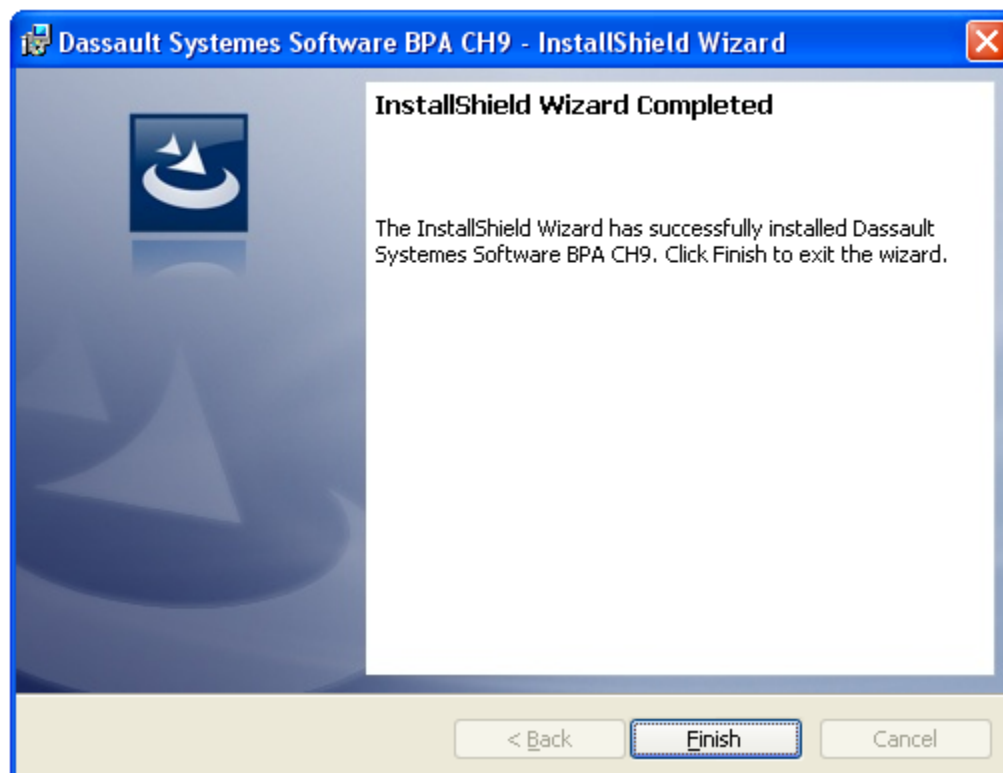 Dassault Systemes Software BPA CH9 - InstallShield Wizard
InstallShield Wizard Completed
The InstallShield Wizard has successfully installed Dassault
Systemes Software BPA CH9. Click Finish to exit the wizard.
< Back
Finish
Cancel